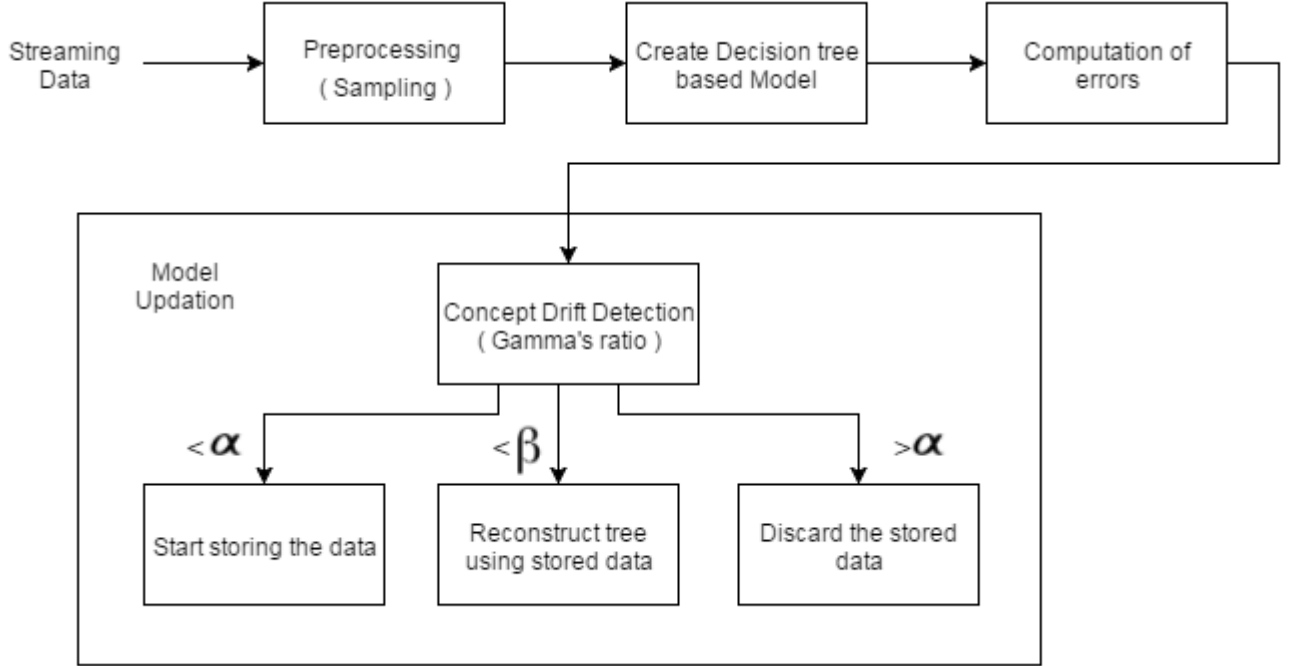 Streaming
Data
Preprocessing
( Sampling )
Create Decision tree
based Model
Computation of
errors
Model
Updation
Concept Drift Detection
( Gamma's ratio )
< α
< β
>α
Start storing the data
Reconstruct tree
using stored data
Discard the stored
data